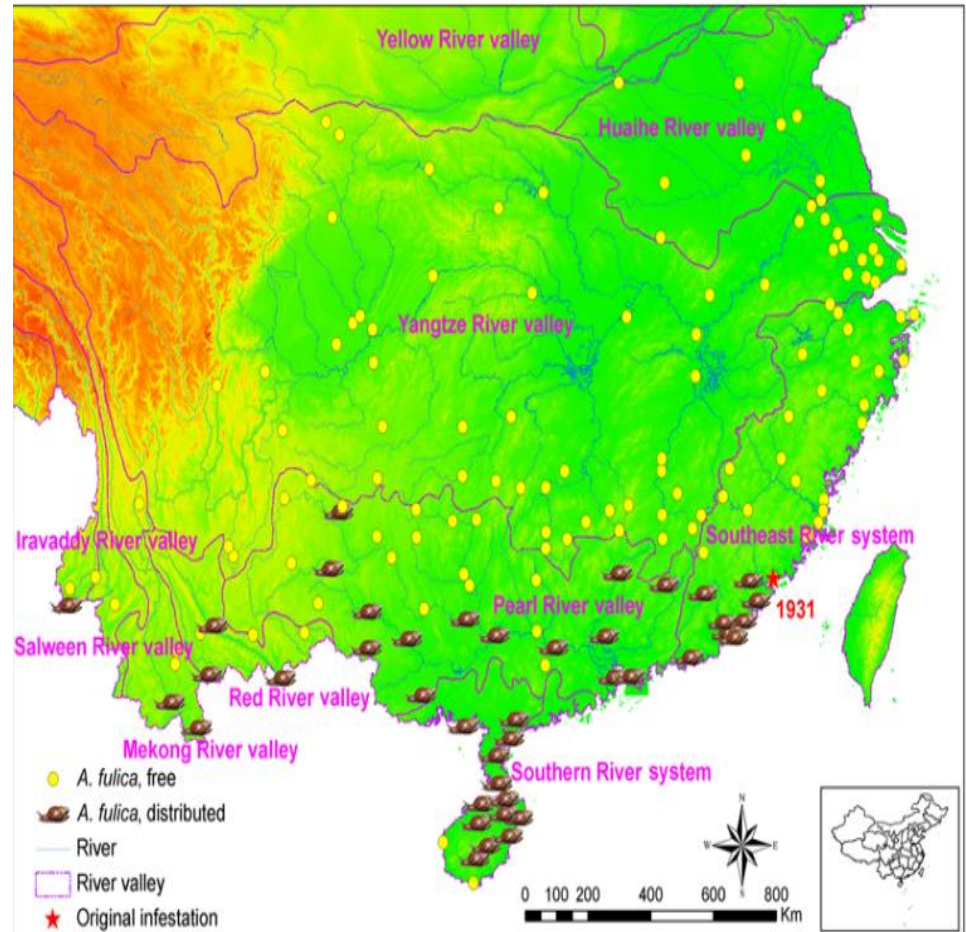 Yellow River valley
Huaihe River valley
Yangtze River valley
Iravaddy River valley
Southeast River system
Pearl River valley
1931
Salween River valley
Red River valley
Mekong River valley
Southern River system
A. fulica, free
A. fulica, distributed
River
River valley
Original infestation
N
W E
S
0 100 200 400 600 800
Km